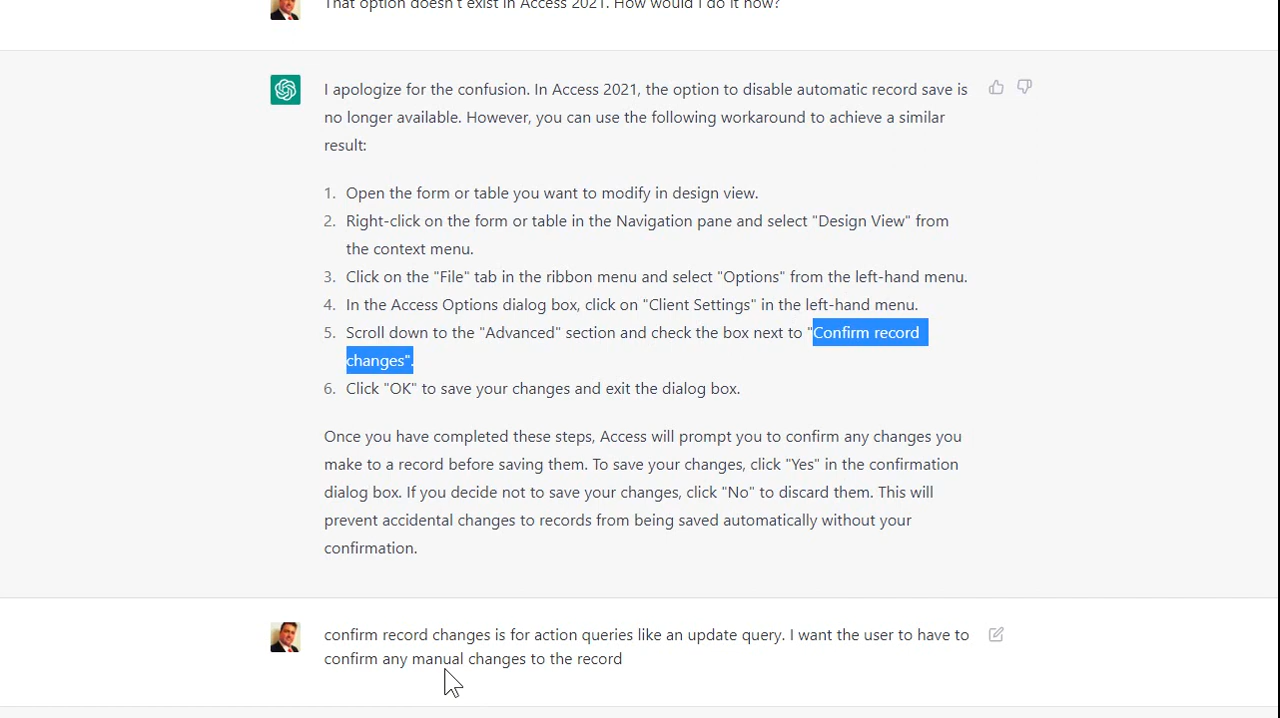 That option doesn't exist in Access 2021. How would I do it now?
I apologize for the confusion. In Access 2021, the option to disable automatic record save is
no longer available. However, you can use the following workaround to achieve a similar
result:
1. Open the form or table you want to modify in design view.
2. Right-click on the form or table in the Navigation pane and select "Design View" from
the context menu.
3. Click on the "File" tab in the ribbon menu and select "Options" from the left-hand menu.
4. In the Access Options dialog box, click on "Client Settings" in the left-hand menu.
5. Scroll down to the "Advanced" section and check the box next to "Confirm record
changes".
6. Click "OK" to save your changes and exit the dialog box.
Once you have completed these steps, Access will prompt you to confirm any changes you
make to a record before saving them. To save your changes, click "Yes" in the confirmation
dialog box. If you decide not to save your changes, click "No" to discard them. This will
prevent accidental changes to records from being saved automatically without your
confirmation.
confirm record changes is for action queries like an update query. I want the user to have to
confirm any manual changes to the record